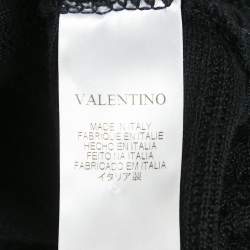 VALENTINO
MADE IN ITALY
FABRIQUE EN ITALIE
HECHO EN ITALIA
FEITO NA ITALIA
FABRICADO EM ITALIA
イタリア製